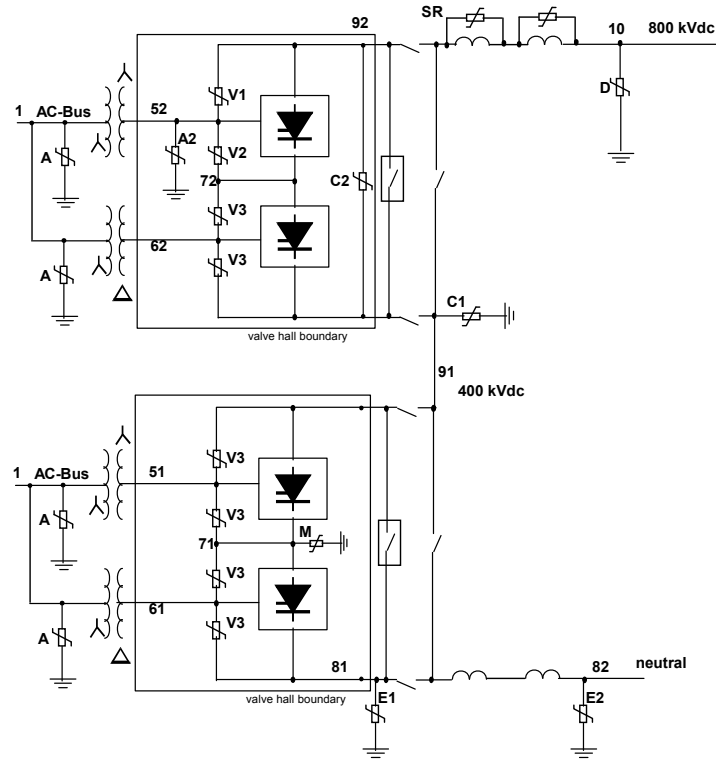 SR
92
10
800 kVdc
1
AC-Bus
52
V1
D
A
A2
V2
72
C2
V3
62
V3
A
C1
valve hall boundary
91
400 kVdc
1
AC-Bus
51
V3
V3
A
M
71
V3
61
V3
A
81
82
neutral
valve hall boundary
E1
E2